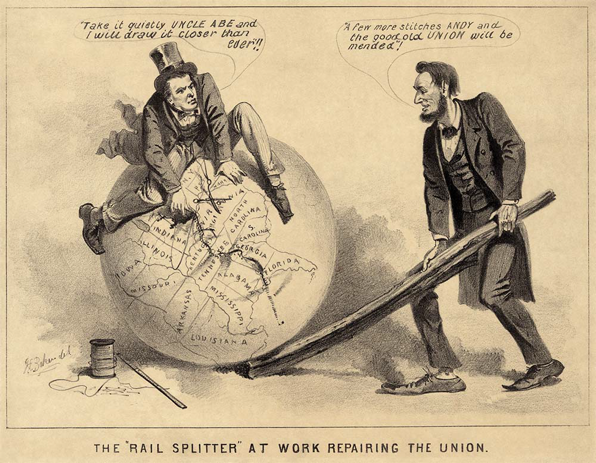 "Take it quietly UNCLE ABE and
I will draw it closer than
ever"!!
"A few more stitches ANDY and
the good old UNION will be
mended"!
VIRGINIA
NORTH
CAROLINA
S.
CAROLINA
GEORGIA
FLORIDA
INDIANA
ILLINOIS
IOWA
MISSOURI
KENTUCKY
TENNESSEE
ALABAMA
MISSISSIPPI
ARKANSAS
LOUISIANA
THE "RAIL SPLITTER" AT WORK REPAIRING THE UNION.